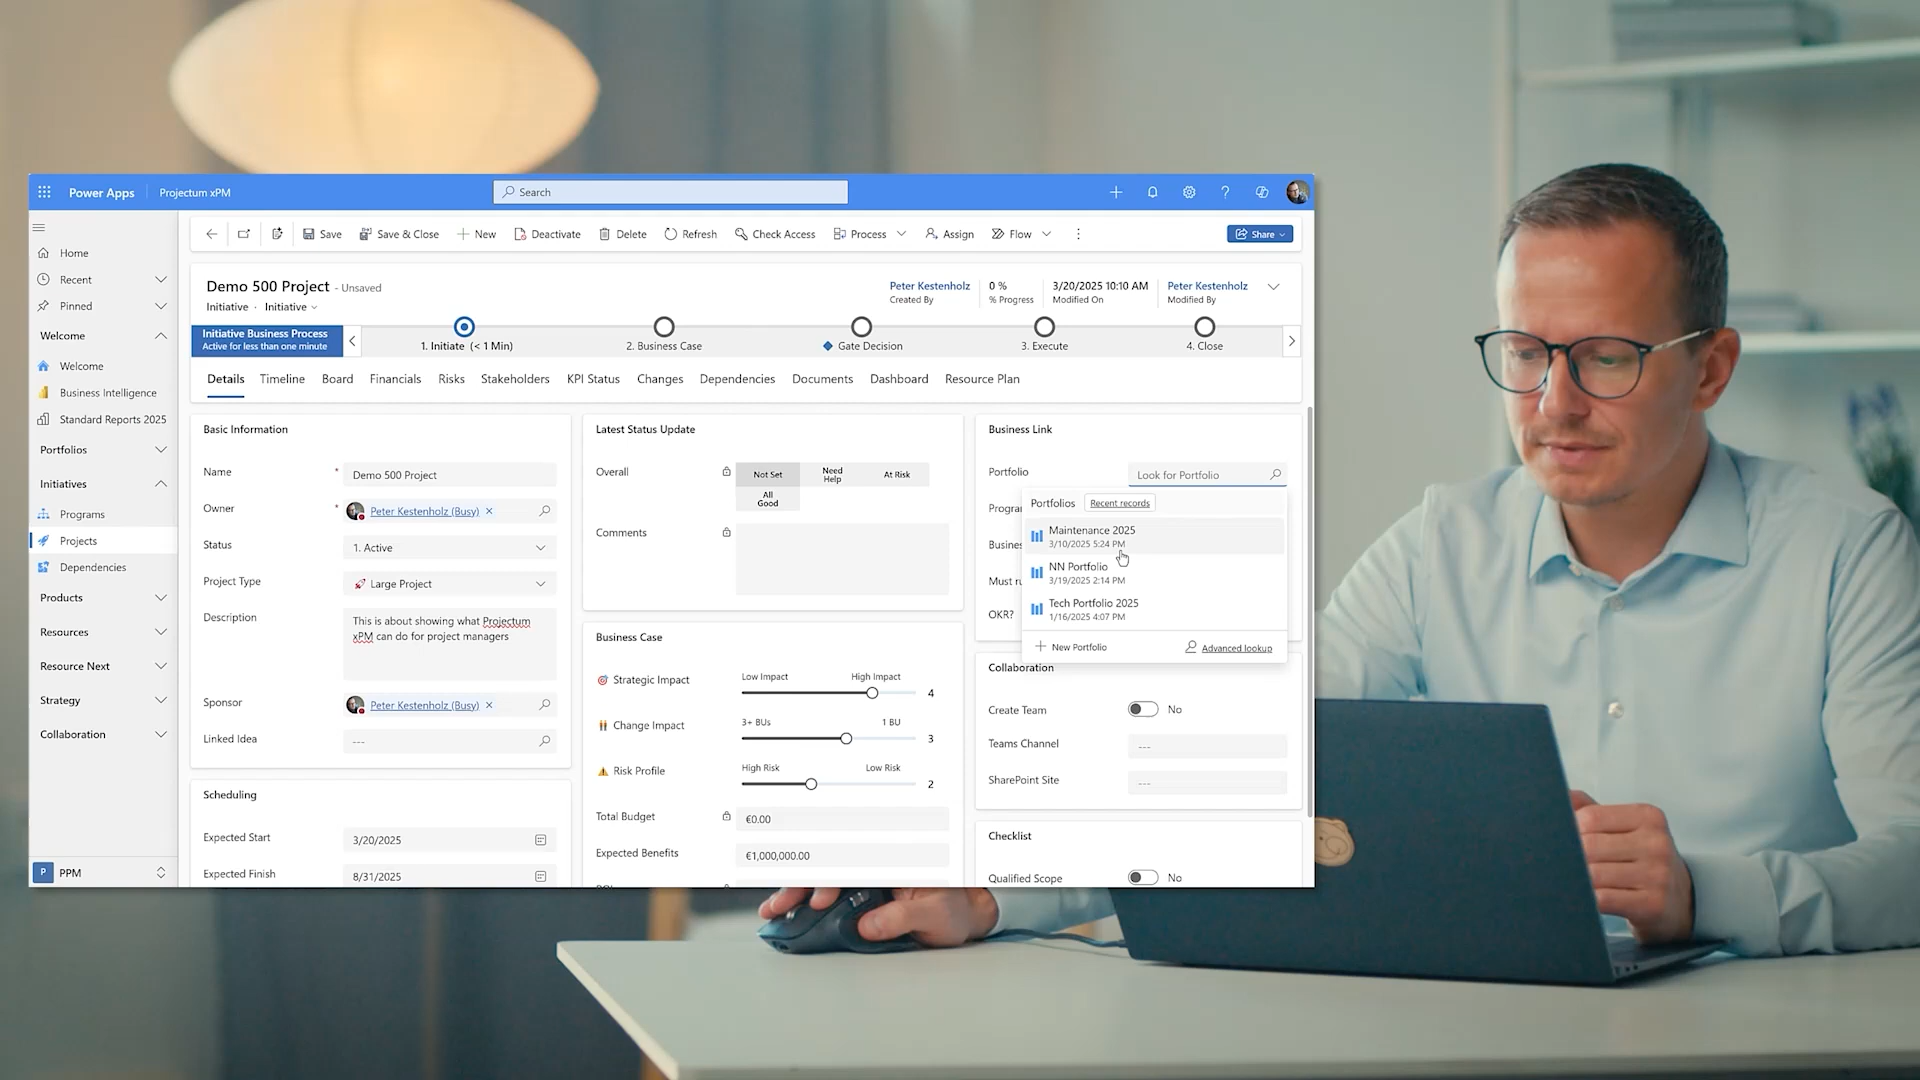 Power Apps
Projectum xPM
Search
Home
Recent
Pinned
Welcome
Welcome
Business Intelligence
Standard Reports 2025
Portfolios
Initiatives
Programs
Projects
Dependencies
Products
Resources
Resource Next
Strategy
Collaboration
P PPM
Save
Save & Close
New
Deactivate
Delete
Refresh
Check Access
Process
Assign
Flow
Share
Demo 500 Project - Unsaved
Initiative · Initiative
Peter Kestenholz
Created By
0 %
% Progress
3/20/2025 10:10 AM
Modified On
Peter Kestenholz
Modified By
Initiative Business Process
Active for less than one minute
1. Initiate (< 1 Min)
2. Business Case
Gate Decision
3. Execute
4. Close
Details
Timeline
Board
Financials
Risks
Stakeholders
KPI Status
Changes
Dependencies
Documents
Dashboard
Resource Plan
Basic Information
Name * Demo 500 Project
Owner * Peter Kestenholz (Busy)
Status 1. Active
Project Type Large Project
Description This is about showing what Projectum
xPM can do for project managers
Sponsor Peter Kestenholz (Busy)
Linked Idea ---
Scheduling
Expected Start 3/20/2025
Expected Finish 8/31/2025
Latest Status Update
Overall
Not Set
Need Help
At Risk
All Good
Comments
Business Case
Strategic Impact Low Impact High Impact 4
Change Impact 3+ BUs 1 BU 3
Risk Profile High Risk Low Risk 2
Total Budget €0.00
Expected Benefits €1,000,000.00
Business Link
Portfolio Look for Portfolio
OKR?
Portfolios Recent records
Maintenance 2025
3/10/2025 5:24 PM
NN Portfolio
3/19/2025 2:14 PM
Tech Portfolio 2025
1/16/2025 4:07 PM
New Portfolio
Advanced lookup
Collaboration
Create Team No
Teams Channel ---
SharePoint Site ---
Checklist
Qualified Scope No